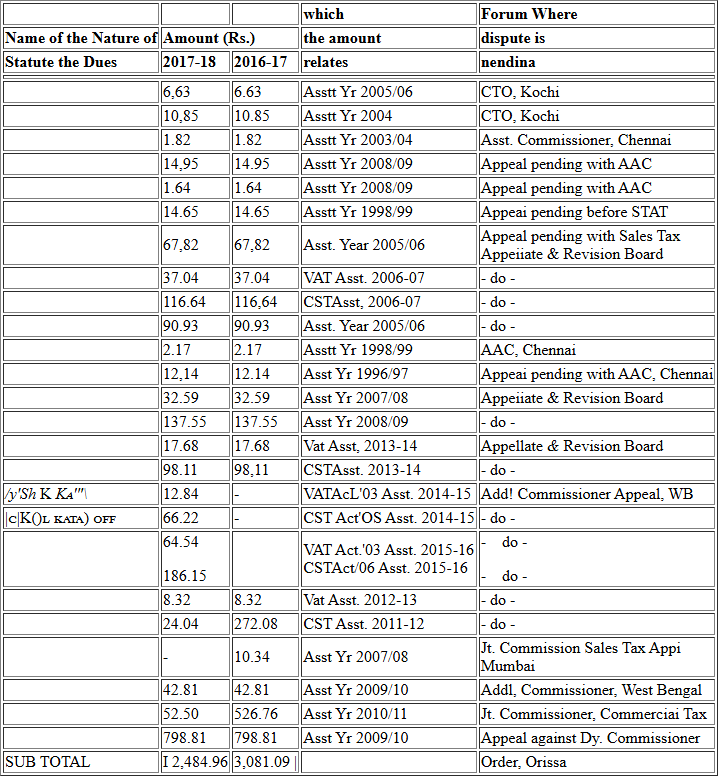 which Forum Where
Name of the Nature of Amount (Rs.) the amount dispute is
Statute the Dues 2017-18 2016-17 relates nendina
6,63 6.63 Asstt Yr 2005/06 CTO, Kochi
10,85 10.85 Asstt Yr 2004 CTO, Kochi
1.82 1.82 Asstt Yr 2003/04 Asst. Commissioner, Chennai
14,95 14.95 Asstt Yr 2008/09 Appeal pending with AAC
1.64 1.64 Asstt Yr 2008/09 Appeal pending with AAC
14.65 14.65 Asstt Yr 1998/99 Appeai pending before STAT
67,82 67,82 Asst. Year 2005/06 Appeal pending with Sales Tax
Appeiiate & Revision Board
37.04 37.04 VAT Asst. 2006-07 - do -
116.64 116,64 CSTAsst, 2006-07 - do -
90.93 90.93 Asst. Year 2005/06 - do -
2.17 2.17 Asstt Yr 1998/99 AAC, Chennai
12,14 12.14 Asst Yr 1996/97 Appeai pending with AAC, Chennai
32.59 32.59 Asst Yr 2007/08 Appeiiate & Revision Board
137.55 137.55 Asst Yr 2008/09 - do -
17.68 17.68 Vat Asst, 2013-14 Appellate & Revision Board
98.11 98,11 CSTAsst. 2013-14 - do -
/y'Sh K KA'"\ 12.84 - VATAcL'03 Asst. 2014-15 Add! Commissioner Appeal, WB
|C|K()L KATA) OFF 66.22 - CST Act'OS Asst. 2014-15 - do -
64.54 VAT Act.'03 Asst. 2015-16 - do -
186.15 CSTAct/06 Asst. 2015-16 - do -
8.32 8.32 Vat Asst. 2012-13 - do -
24.04 272.08 CST Asst. 2011-12 - do -
- 10.34 Asst Yr 2007/08 Jt. Commission Sales Tax Appi
Mumbai
42.81 42.81 Asst Yr 2009/10 Addl, Commissioner, West Bengal
52.50 526.76 Asst Yr 2010/11 Jt. Commissioner, Commerciai Tax
798.81 798.81 Asst Yr 2009/10 Appeal against Dy. Commissioner
SUB TOTAL I 2,484.96 3,081.09 | Order, Orissa